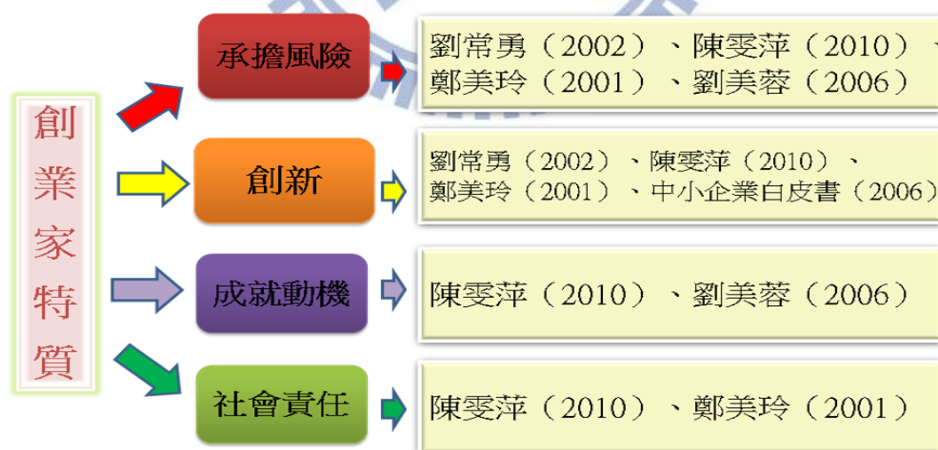 創業家特質
承擔風險
劉常勇（2002）、陳雯萍（2010）、
鄭美玲（2001）、劉美蓉（2006）
創新
劉常勇（2002）、陳雯萍（2010）、
鄭美玲（2001）、中小企業白皮書（2006）
成就動機
陳雯萍（2010）、劉美蓉（2006）
社會責任
陳雯萍（2010）、鄭美玲（2001）